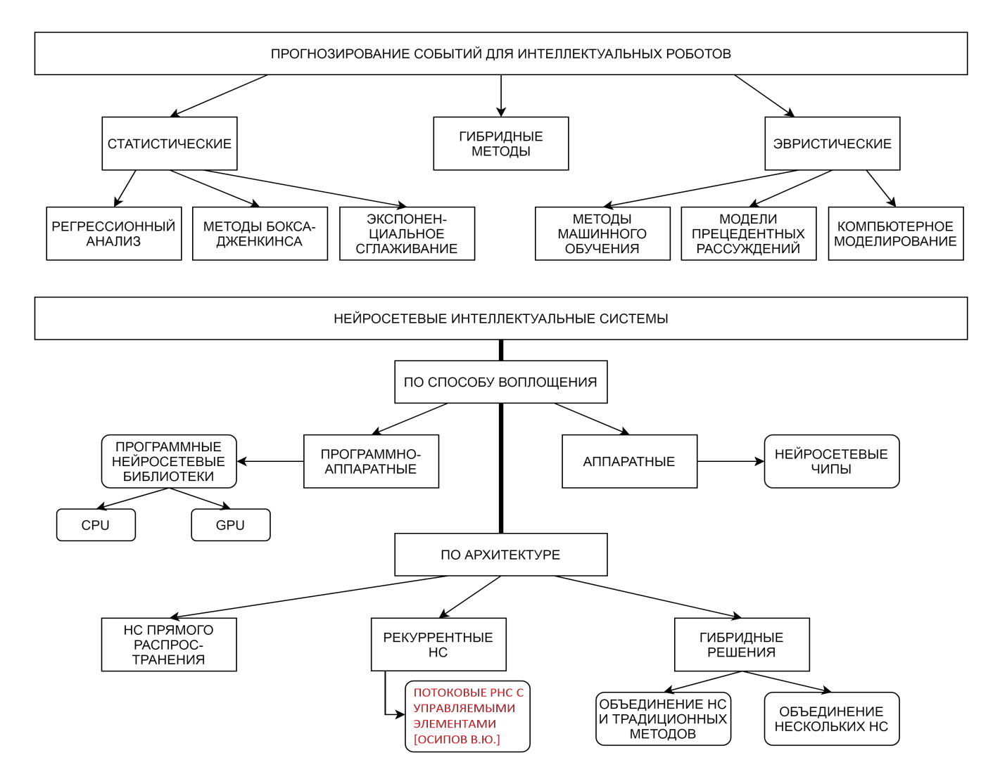 ПРОГНОЗИРОВАНИЕ СОБЫТИЙ ДЛЯ ИНТЕЛЛЕКТУАЛЬНЫХ РОБОТОВ
СТАТИСТИЧЕСКИЕ
ГИБРИДНЫЕ
МЕТОДЫ
ЭВРИСТИЧЕСКИЕ
РЕГРЕССИОННЫЙ
АНАЛИЗ
МЕТОДЫ БОКСА-
ДЖЕНКИНСА
ЭКСПОНЕН-
ЦИАЛЬНОЕ
СГЛАЖИВАНИЕ
МЕТОДЫ
МАШИННОГО
ОБУЧЕНИЯ
МОДЕЛИ
ПРЕЦЕДЕНТНЫХ
РАССУЖДЕНИЙ
КОМПБЮТЕРНОЕ
МОДЕЛИРОВАНИЕ
НЕЙРОСЕТЕВЫЕ ИНТЕЛЛЕКТУАЛЬНЫЕ СИСТЕМЫ
ПО СПОСОБУ ВОПЛОЩЕНИЯ
ПРОГРАММНЫЕ
НЕЙРОСЕТЕВЫЕ
БИБЛИОТЕКИ
ПРОГРАММНО-
АППАРАТНЫЕ
АППАРАТНЫЕ
НЕЙРОСЕТЕВЫЕ
ЧИПЫ
CPU
GPU
ПО АРХИТЕКТУРЕ
НС ПРЯМОГО
РАСПРОС-
ТРАНЕНИЯ
РЕКУРРЕНТНЫЕ
НС
ГИБРИДНЫЕ
РЕШЕНИЯ
ПОТОКОВЫЕ РНС С
УПРАВЛЯЕМЫМИ
ЭЛЕМЕНТАМИ
[ОСИПОВ В.Ю.]
ОБЪЕДИНЕНИЕ НС
И ТРАДИЦИОННЫХ
МЕТОДОВ
ОБЪЕДИНЕНИЕ
НЕСКОЛЬКИХ НС